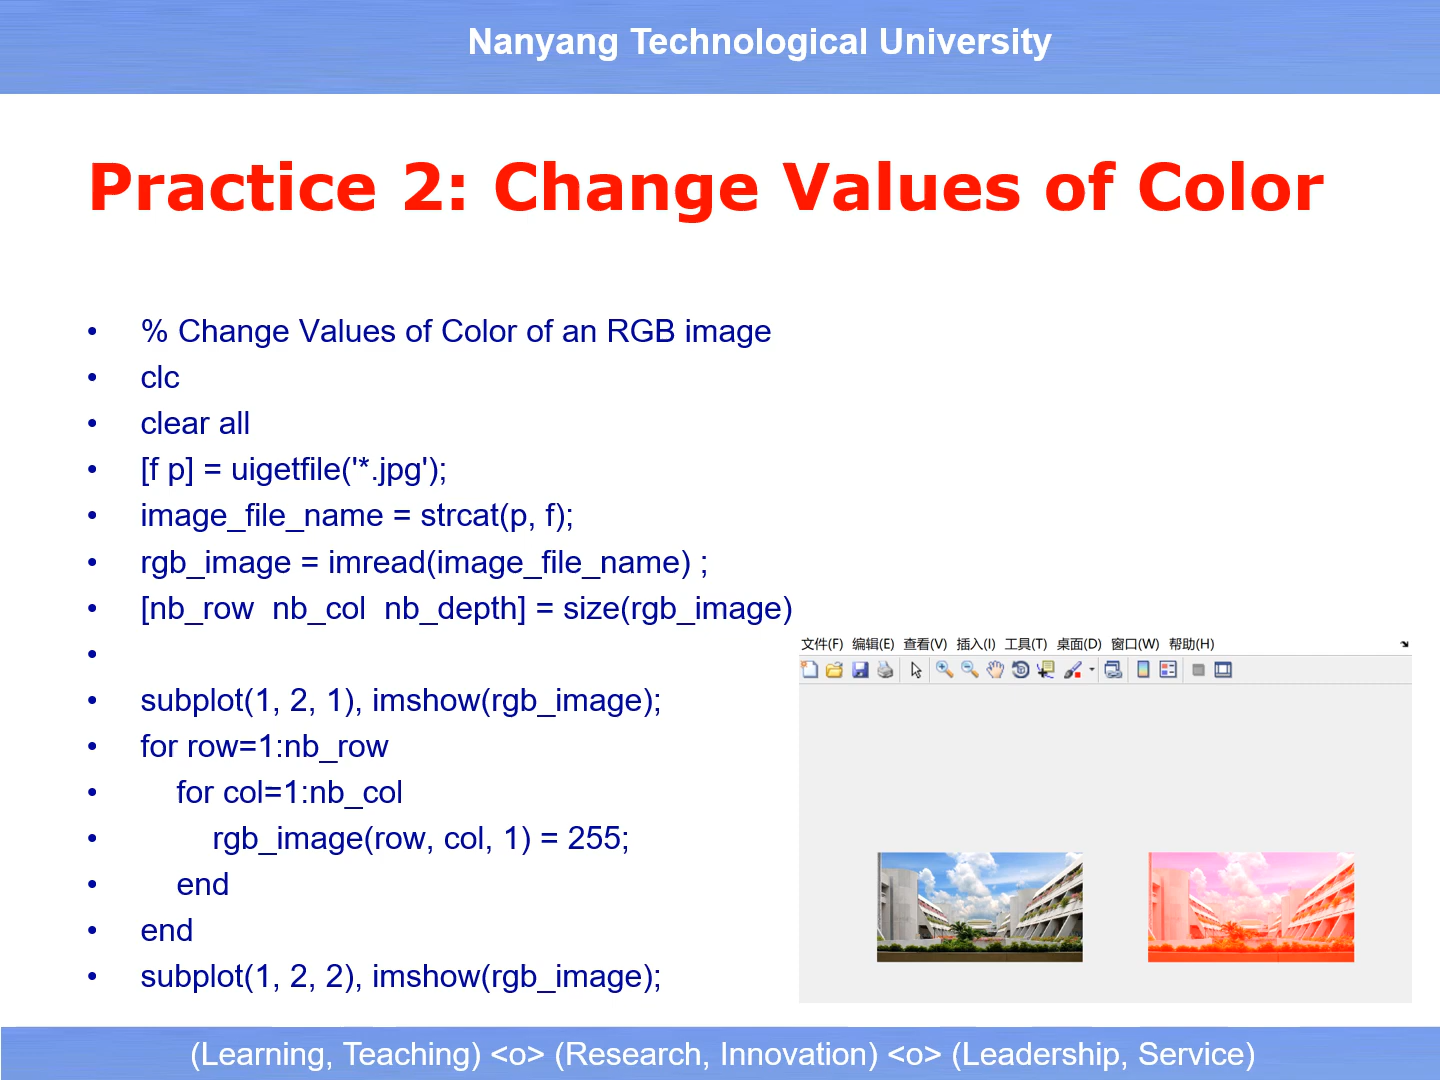 Nanyang Technological University
Practice 2: Change Values of Color
• % Change Values of Color of an RGB image
• clc
• clear all
• [f p] = uigetfile('*.jpg');
• image_file_name = strcat(p, f);
• rgb_image = imread(image_file_name) ;
• [nb_row  nb_col  nb_depth] = size(rgb_image)
•
• subplot(1, 2, 1), imshow(rgb_image);
• for row=1:nb_row
•     for col=1:nb_col
•         rgb_image(row, col, 1) = 255;
•     end
• end
• subplot(1, 2, 2), imshow(rgb_image);
文件(F) 编辑(E) 查看(V) 插入(I) 工具(T) 桌面(D) 窗口(W) 帮助(H)
(Learning, Teaching) <o> (Research, Innovation) <o> (Leadership, Service)